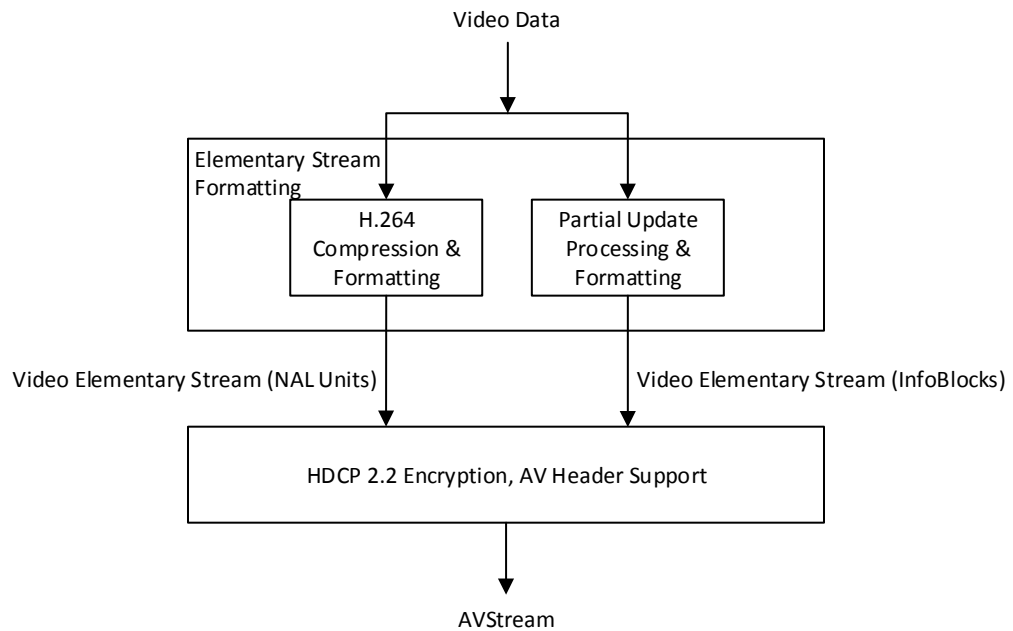 Video Data
Elementary Stream
Formatting
H.264
Compression &
Formatting
Partial Update
Processing &
Formatting
Video Elementary Stream (NAL Units)
Video Elementary Stream (InfoBlocks)
HDCP 2.2 Encryption, AV Header Support
AVStream